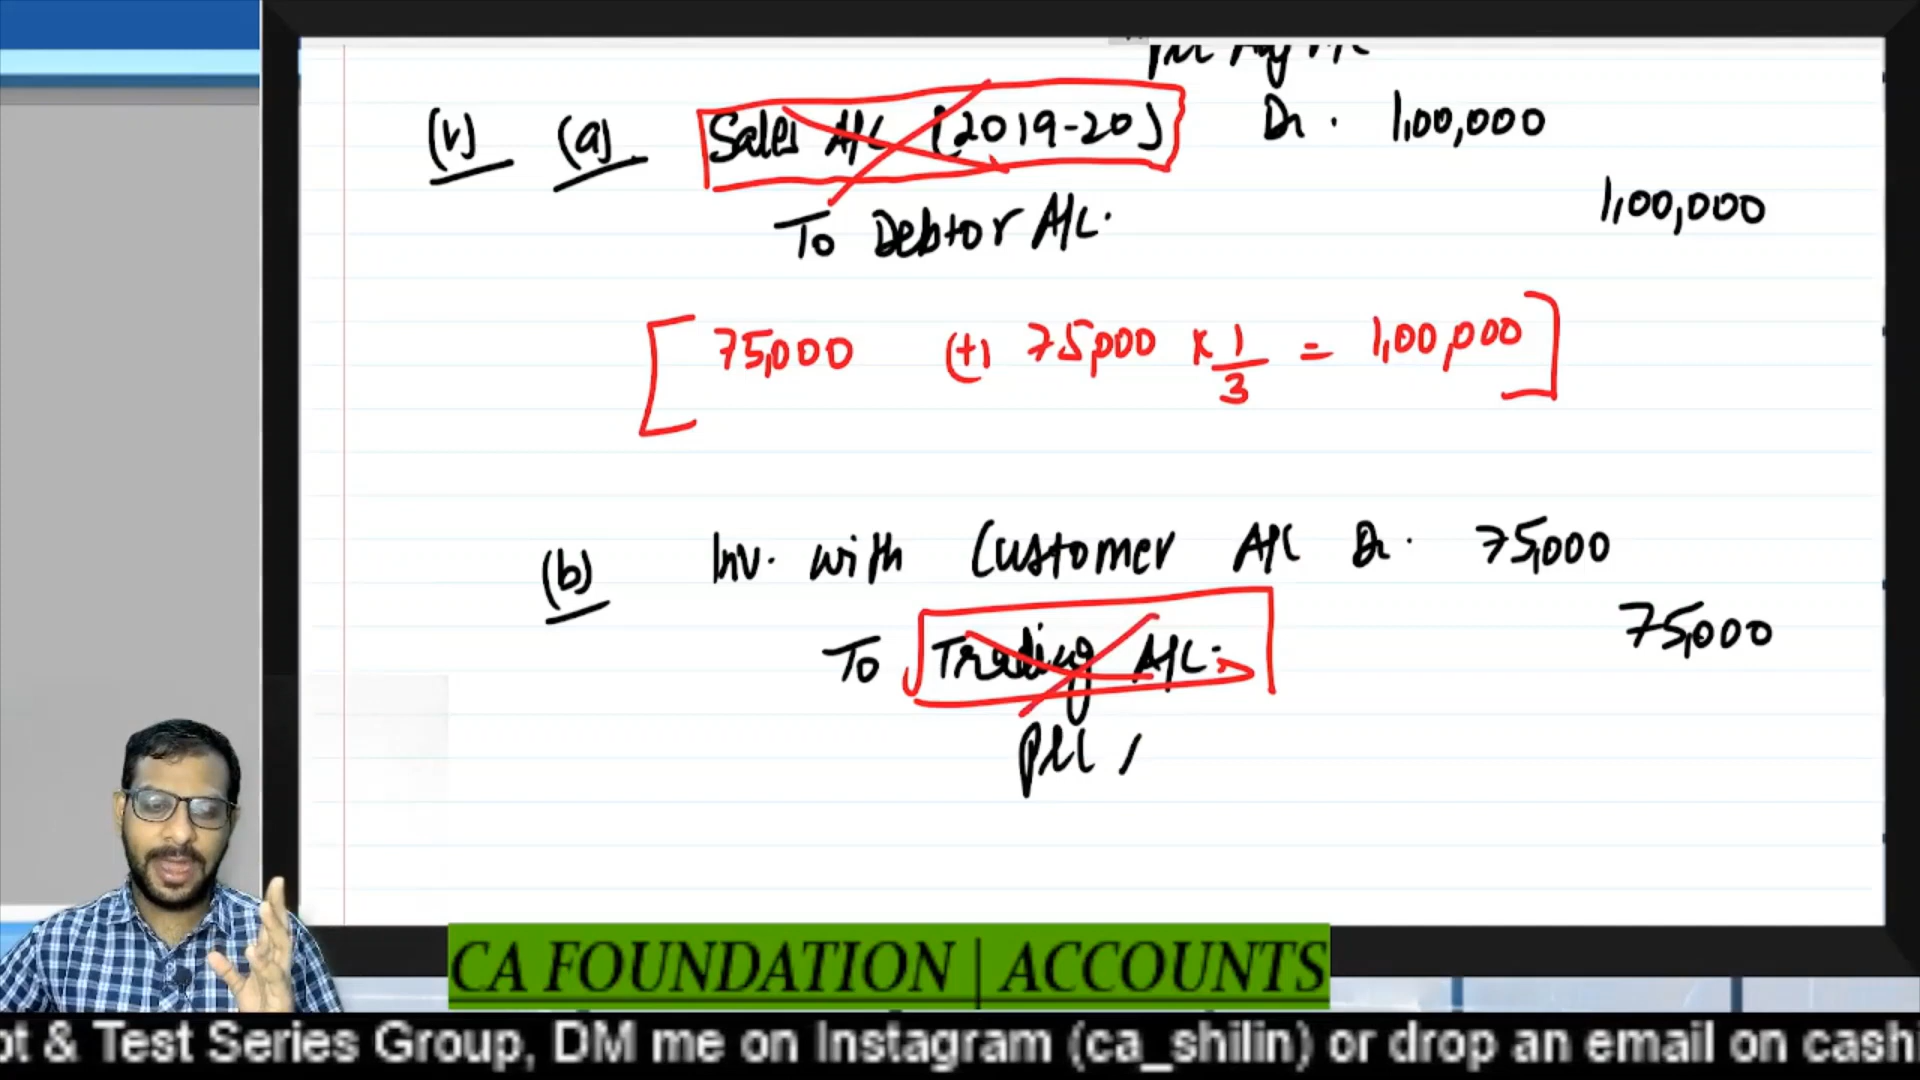 (v) (a) Sales A/c (2019-20) Dr. 1,00,000
To Debtor A/c. 1,00,000
[ 75,000 (+) 75,000 x 1/3 = 1,00,000 ]
(b) Inv. with Customer A/c Dr. 75,000
To Trading A/c. 75,000
CA FOUNDATION | ACCOUNTS
ot & Test Series Group, DM me on Instagram (ca_shilin) or drop an email on cashi